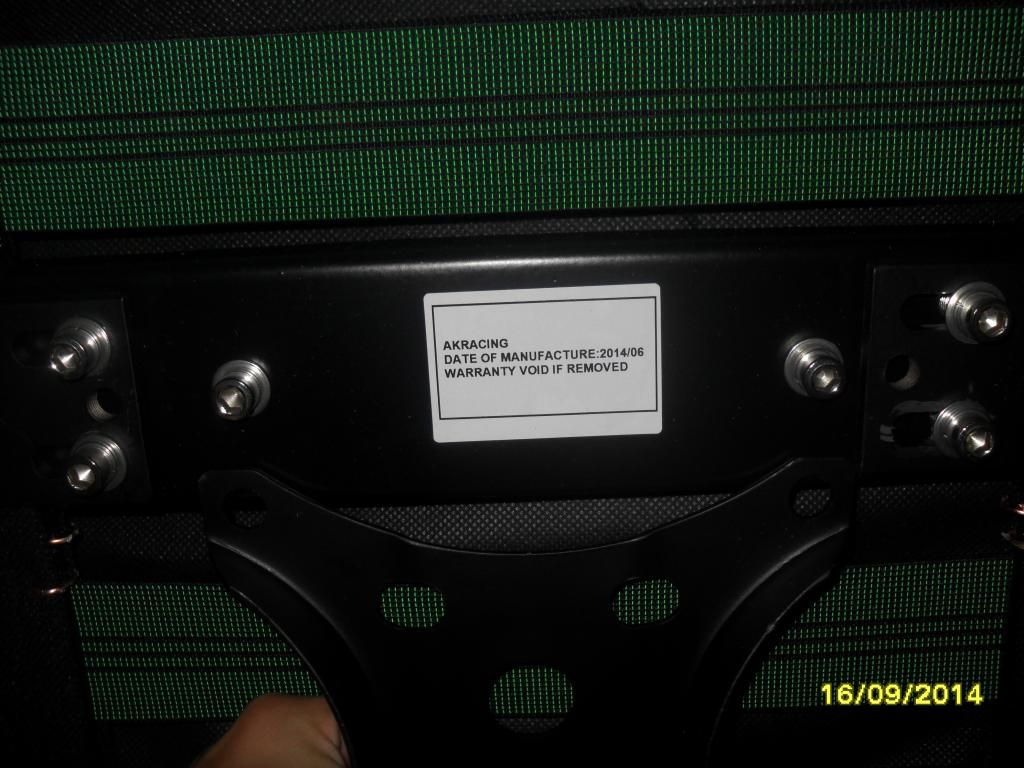 AKRACING
DATE OF MANUFACTURE:2014/06
WARRANTY VOID IF REMOVED
16/09/2014